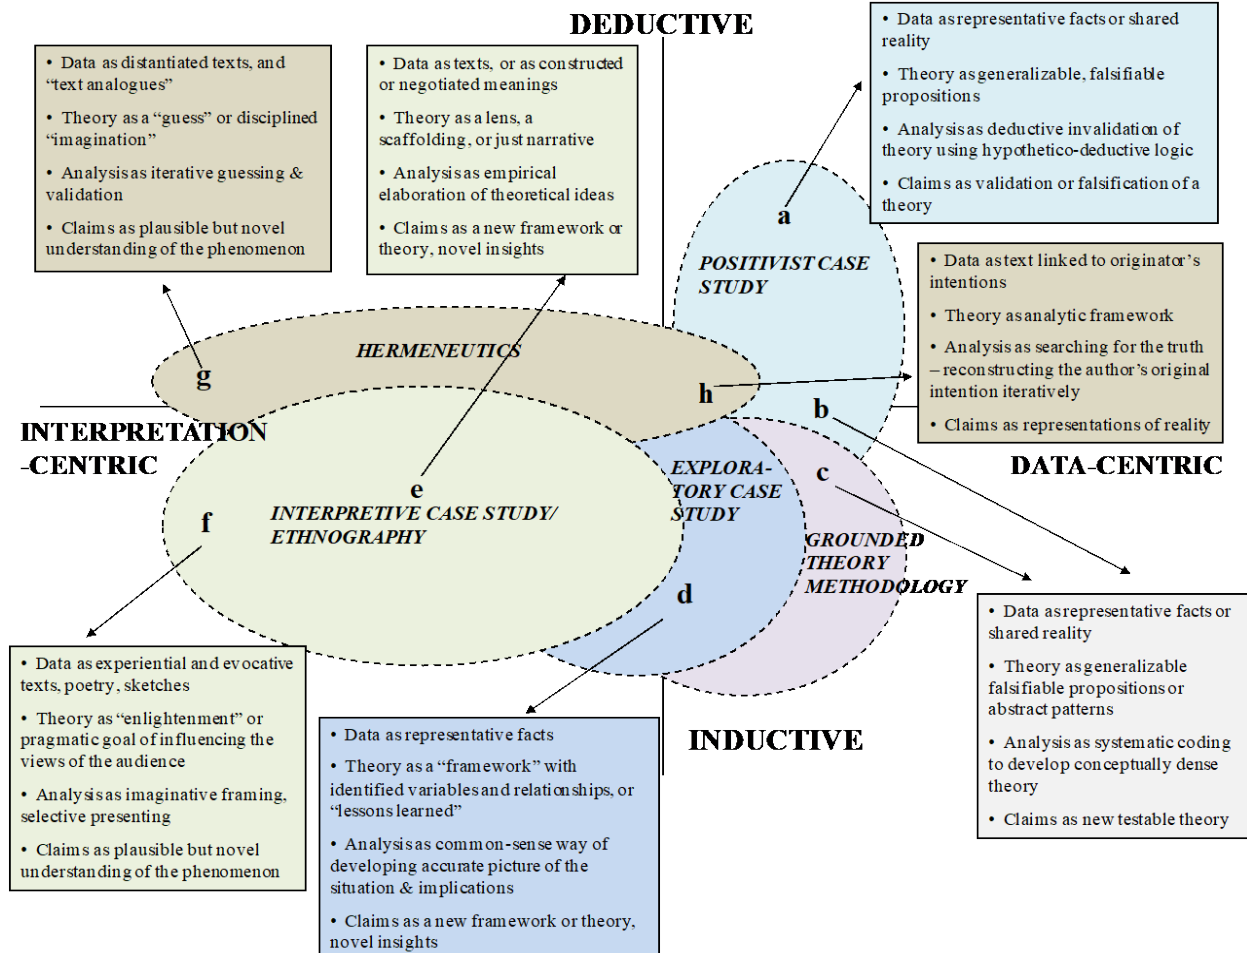 DEDUCTIVE
• Data as distantiated texts, and
“text analogues”
• Theory as a “guess” or disciplined
“imagination”
• Analysis as iterative guessing &
validation
• Claims as plausible but novel
understanding of the phenomenon
• Data as texts, or as constructed
or negotiated meanings
• Theory as a lens, a
scaffolding, or just narrative
• Analysis as empirical
elaboration of theoretical ideas
• Claims as a new framework or
theory, novel insights
• Data as representative facts or shared
reality
• Theory as generalizable, falsifiable
propositions
• Analysis as deductive invalidation of
theory using hypothetico-deductive logic
• Claims as validation or falsification of a
theory
a
POSITIVIST CASE
STUDY
• Data as text linked to originator’s
intentions
• Theory as analytic framework
• Analysis as searching for the truth
– reconstructing the author’s original
intention iteratively
• Claims as representations of reality
HERMENEUTICS
g
h
b
INTERPRETATION
-CENTRIC
DATA-CENTRIC
EXPLORA-
TORY CASE
STUDY
c
e
INTERPRETIVE CASE STUDY/
ETHNOGRAPHY
f
GROUNDED
THEORY
METHODOLOGY
d
• Data as experiential and evocative
texts, poetry, sketches
• Theory as “enlightenment” or
pragmatic goal of influencing the
views of the audience
• Analysis as imaginative framing,
selective presenting
• Claims as plausible but novel
understanding of the phenomenon
• Data as representative facts
• Theory as a “framework” with
identified variables and relationships, or
“lessons learned”
• Analysis as common-sense way of
developing accurate picture of the
situation & implications
• Claims as a new framework or theory,
novel insights
INDUCTIVE
• Data as representative facts or
shared reality
• Theory as generalizable
falsifiable propositions or
abstract patterns
• Analysis as systematic coding
to develop conceptually dense
theory
• Claims as new testable theory